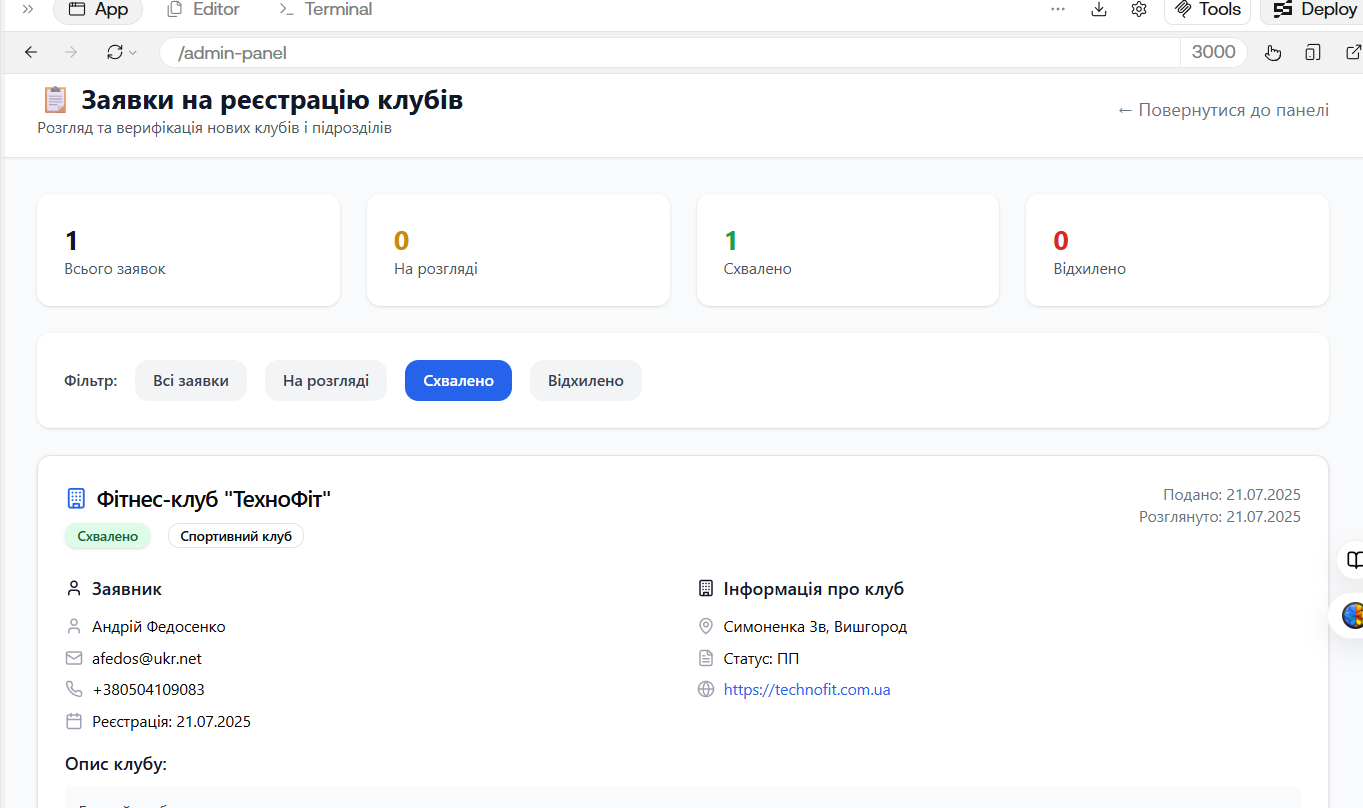 App Editor Terminal Tools Deploy
/admin-panel 3000
Заявки на реєстрацію клубів
Розгляд та верифікація нових клубів і підрозділів
← Повернутися до панелі
1
Всього заявок
0
На розгляді
1
Схвалено
0
Відхилено
Фільтр: Всі заявки На розгляді Схвалено Відхилено
Фітнес-клуб "ТехноФіт"
Подано: 21.07.2025
Розглянуто: 21.07.2025
Схвалено Спортивний клуб
Заявник
Андрій Федосенко
afedos@ukr.net
+380504109083
Реєстрація: 21.07.2025
Інформація про клуб
Симоненка 3в, Вишгород
Статус: ПП
https://technofit.com.ua
Опис клубу: